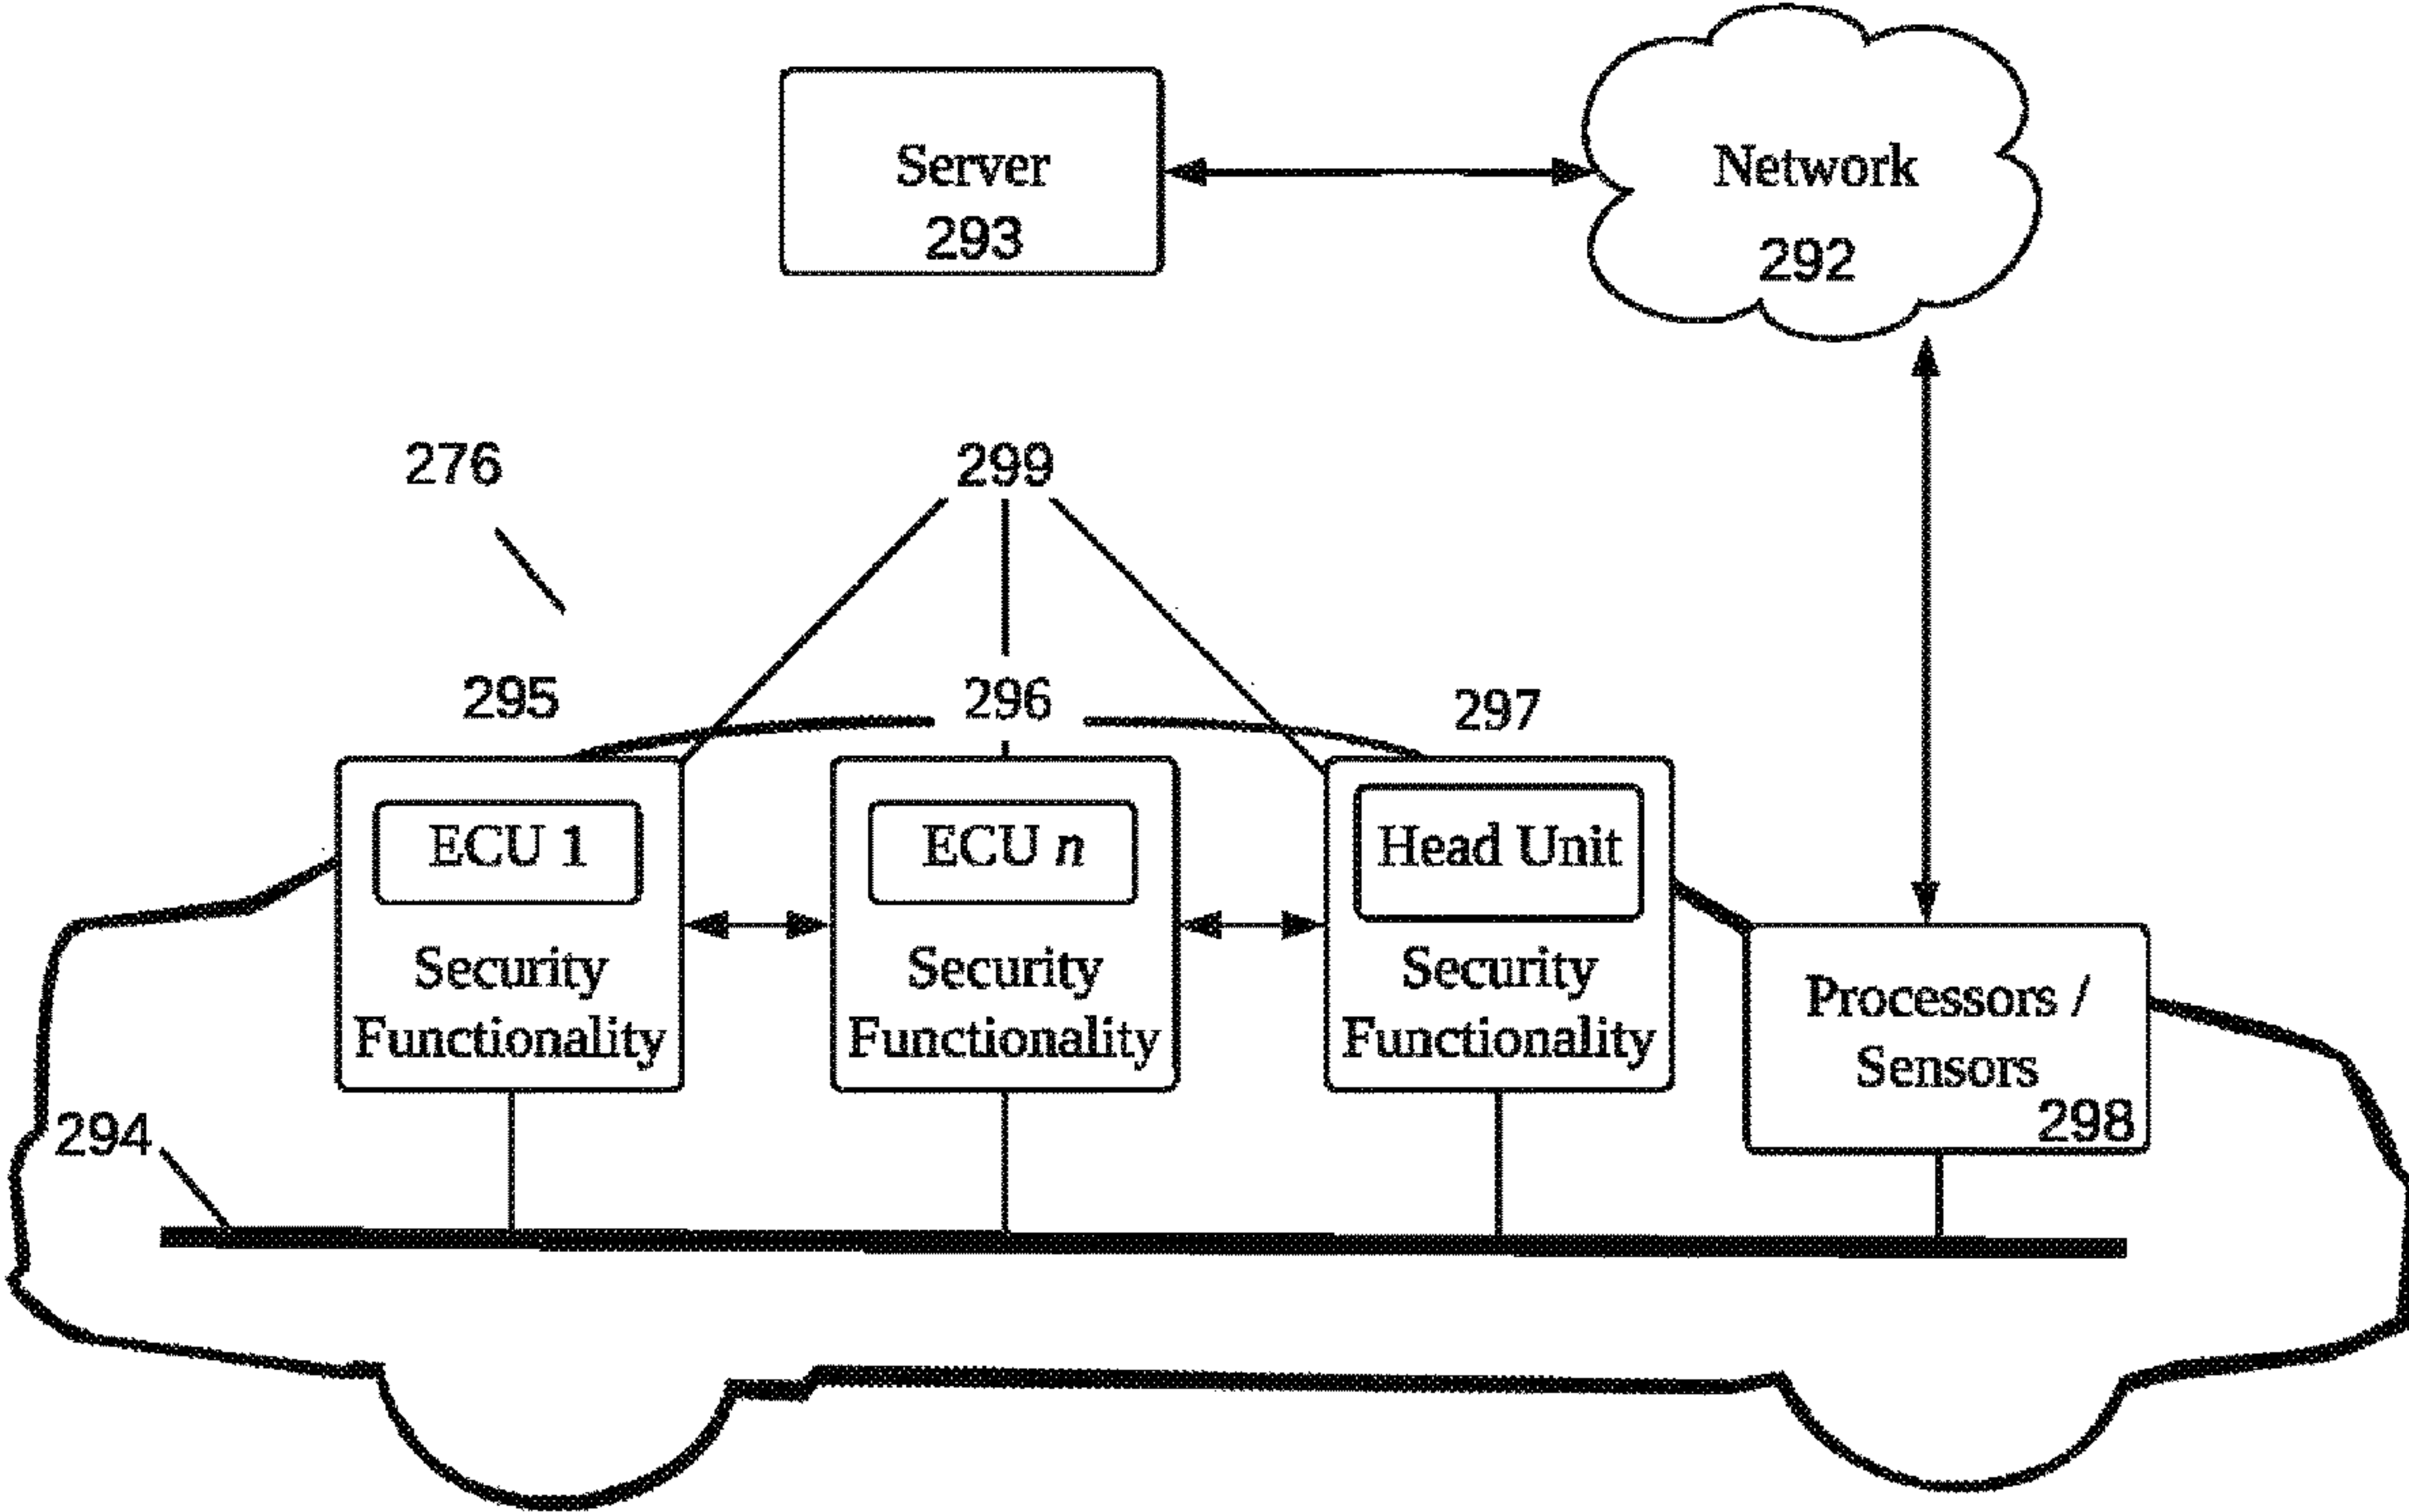 Server
293
Network
292
276
299
295
296
297
ECU 1
Security
Functionality
ECU n
Security
Functionality
Head Unit
Security
Functionality
Processors /
Sensors
298
294